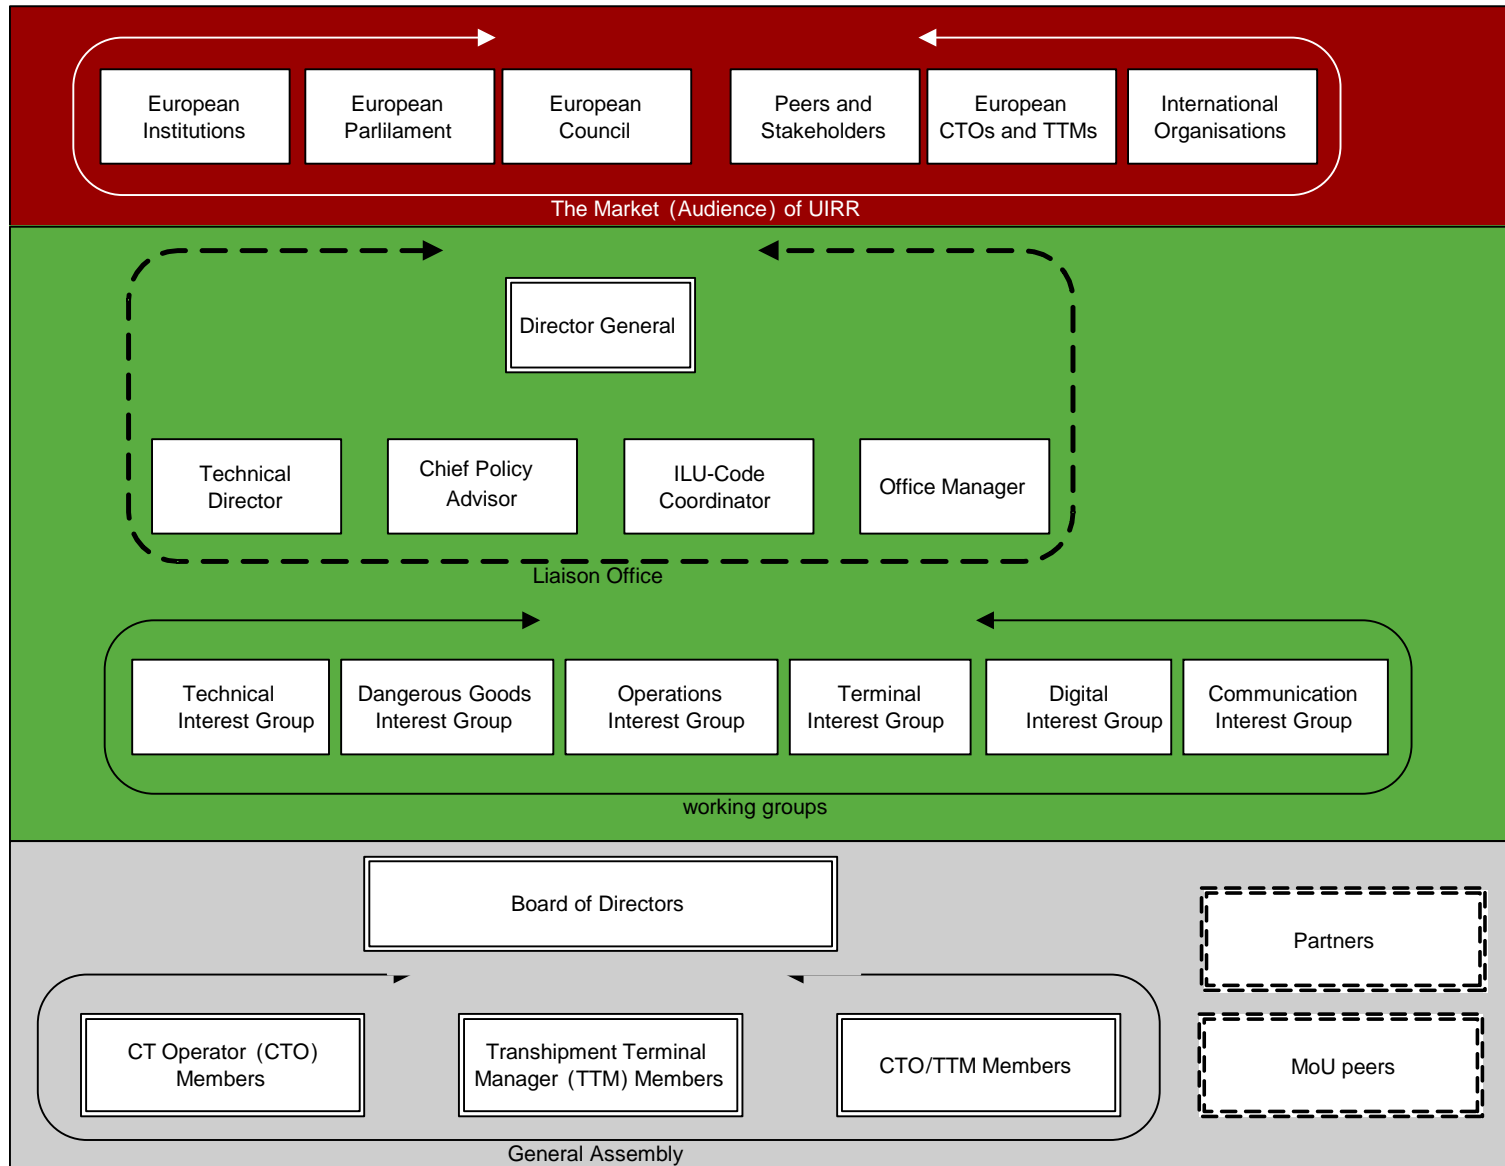 European
Institutions
European
Parlilament
European
Council
Peers and
Stakeholders
European
CTOs and TTMs
International
Organisations
The Market (Audience) of UIRR
Director General
Technical
Director
Chief Policy
Advisor
ILU-Code
Coordinator
Office Manager
Liaison Office
Technical
Interest Group
Dangerous Goods
Interest Group
Operations
Interest Group
Terminal
Interest Group
Digital
Interest Group
Communication
Interest Group
working groups
Board of Directors
Partners
CT Operator (CTO)
Members
Transhipment Terminal
Manager (TTM) Members
CTO/TTM Members
MoU peers
General Assembly